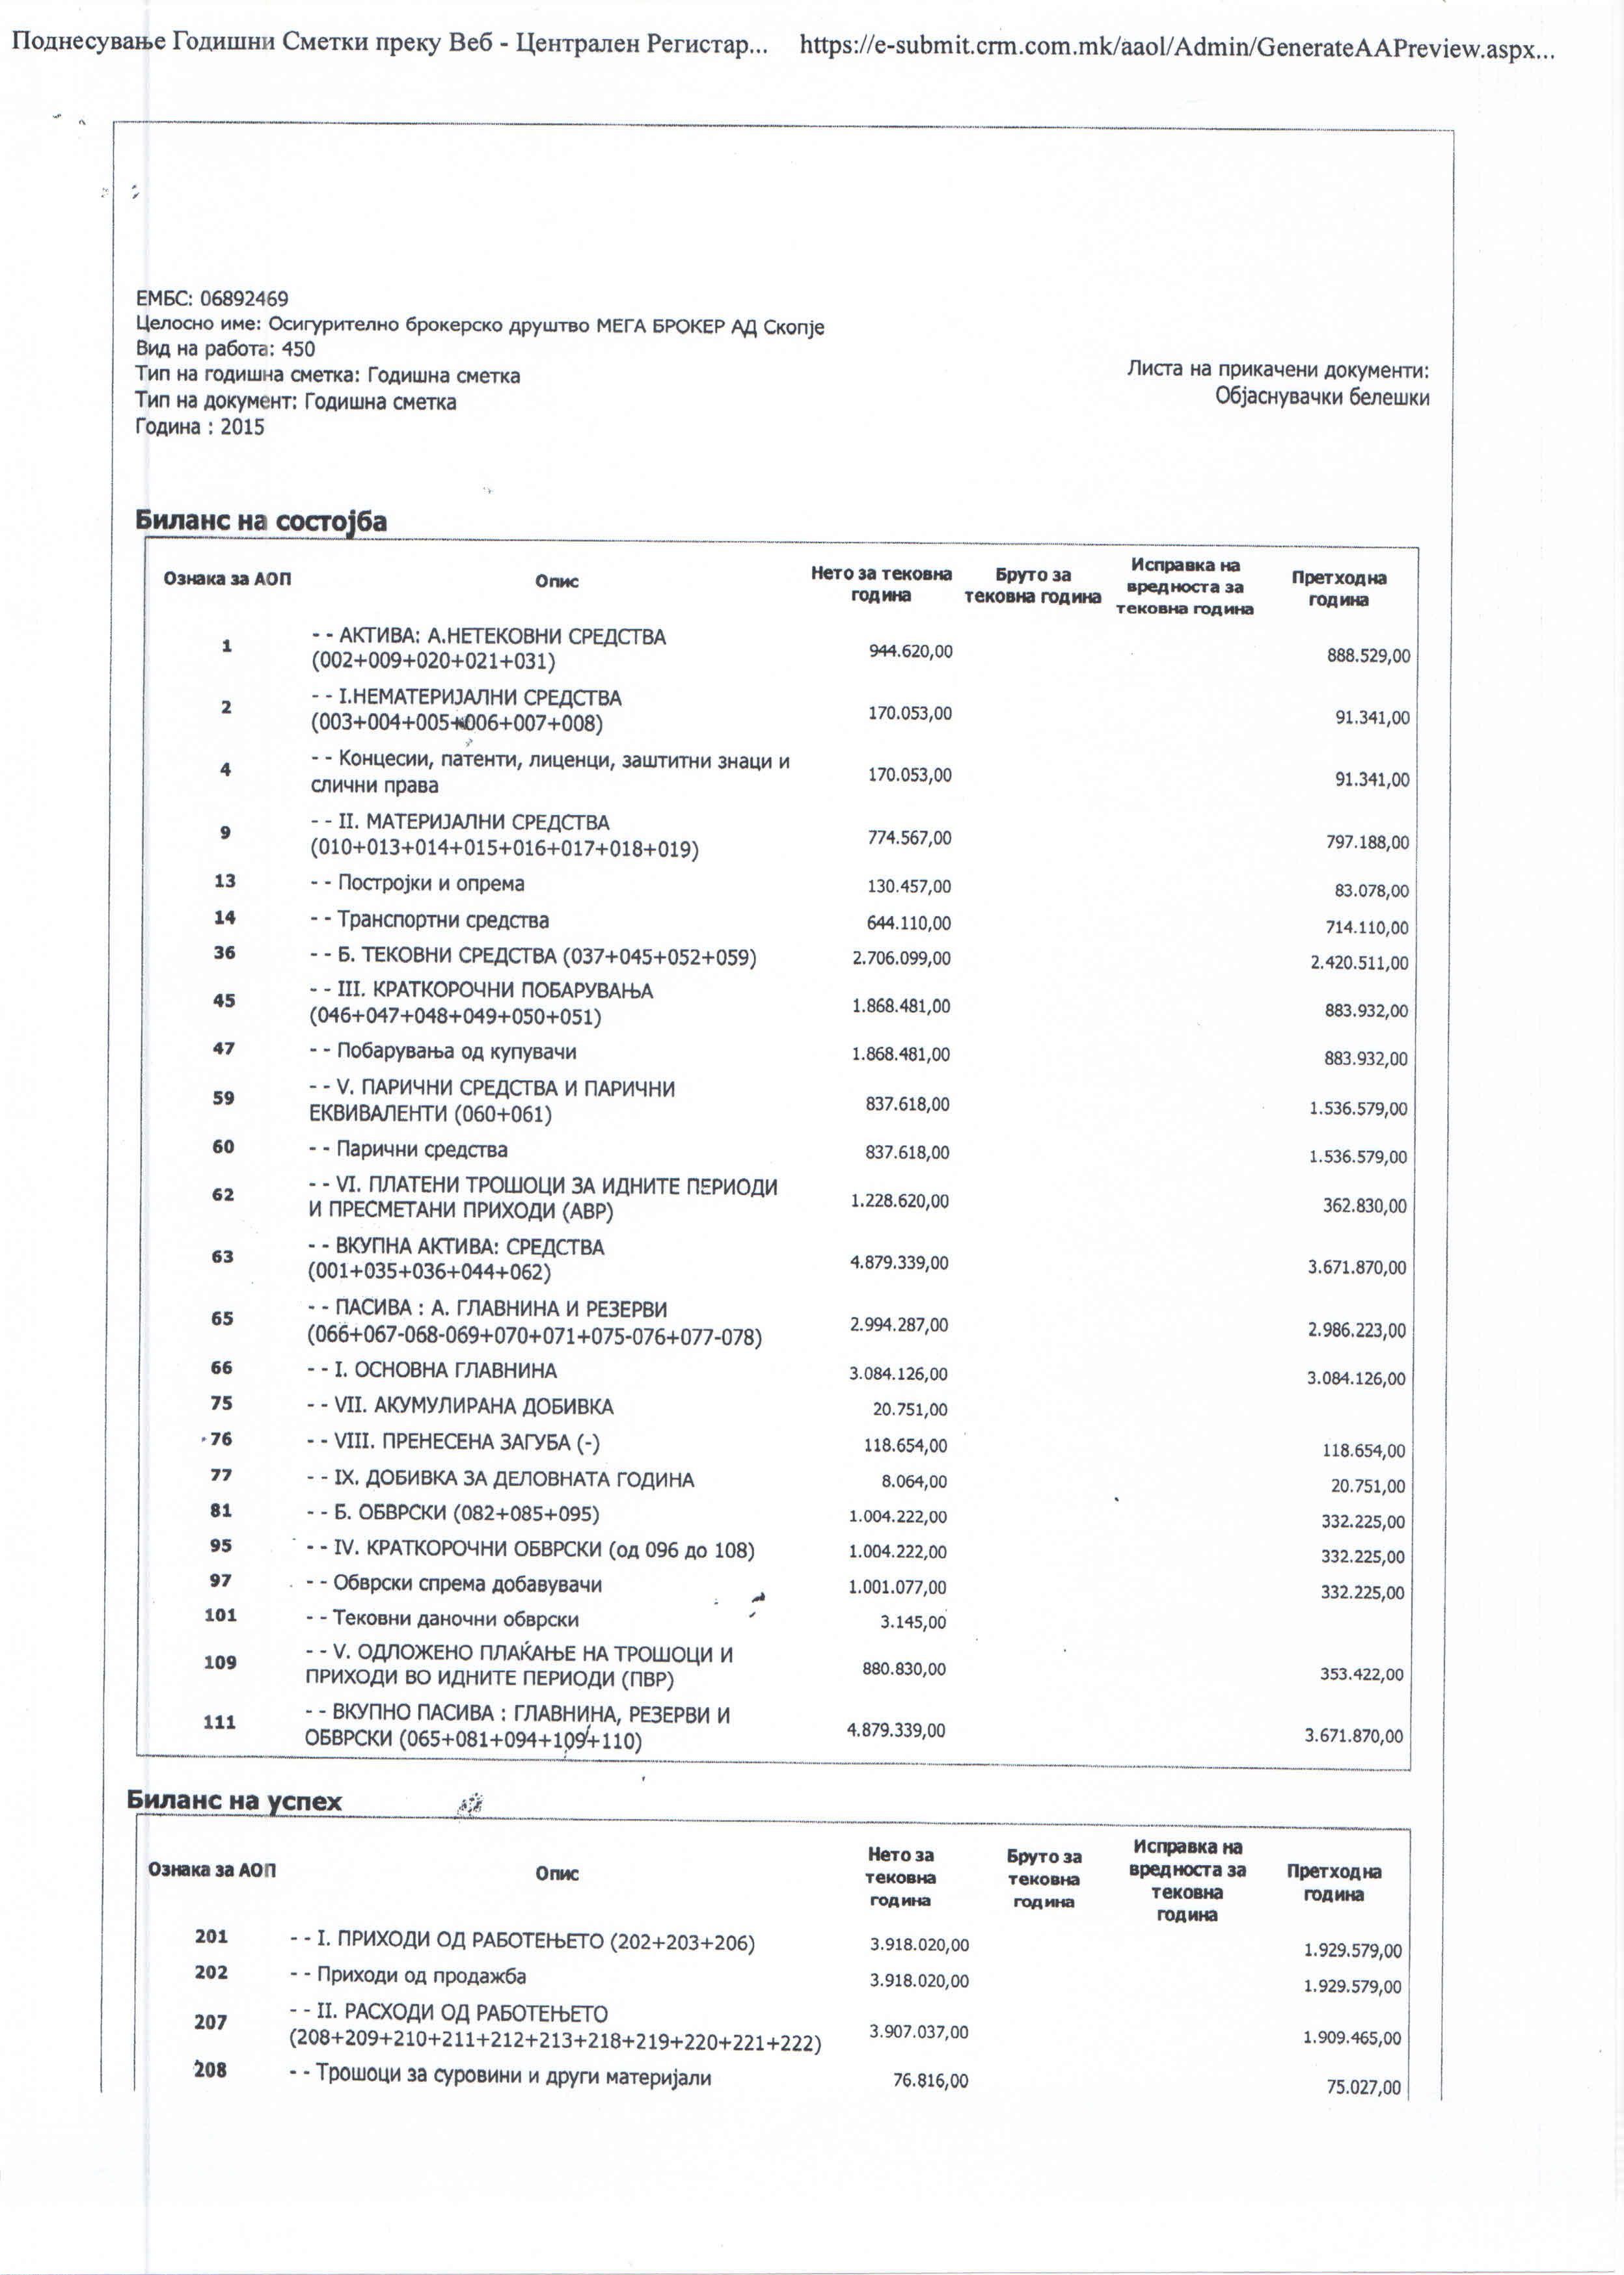 Поднесување Годишни Сметки преку Веб - Централен Регистар... https://e-submit.crm.com.mk/aaol/Admin/GenerateAAPreview.aspx...
ЕМБС: 06892469
Целосно име: Осигурително брокерско друштво МЕГА БРОКЕР АД Скопје
Вид на работа: 450
Тип на годишна сметка: Годишна сметка
Тип на документ: Годишна сметка
Година : 2015
Листа на прикачени документи:
Објаснувачки белешки
Биланс на состојба
Ознака за АОП Опис Нето за тековна година Бруто за тековна година Исправка на вредноста за тековна година Претходна година
1 - - АКТИВА: А.НЕТЕКОВНИ СРЕДСТВА (002+009+020+021+031) 944.620,00 888.529,00
2 - - I.НЕМАТЕРИЈАЛНИ СРЕДСТВА (003+004+005+006+007+008) 170.053,00 91.341,00
4 - - Концесии, патенти, лиценци, заштитни знаци и слични права 170.053,00 91.341,00
9 - - II. МАТЕРИЈАЛНИ СРЕДСТВА (010+013+014+015+016+017+018+019) 774.567,00 797.188,00
13 - - Постројки и опрема 130.457,00 83.078,00
14 - - Транспортни средства 644.110,00 714.110,00
36 - - Б. ТЕКОВНИ СРЕДСТВА (037+045+052+059) 2.706.099,00 2.420.511,00
45 - - III. КРАТКОРОЧНИ ПОБАРУВАЊА (046+047+048+049+050+051) 1.868.481,00 883.932,00
47 - - Побарувања од купувачи 1.868.481,00 883.932,00
59 - - V. ПАРИЧНИ СРЕДСТВА И ПАРИЧНИ ЕКВИВАЛЕНТИ (060+061) 837.618,00 1.536.579,00
60 - - Парични средства 837.618,00 1.536.579,00
62 - - VI. ПЛАТЕНИ ТРОШОЦИ ЗА ИДНИТЕ ПЕРИОДИ И ПРЕСМЕТАНИ ПРИХОДИ (АВР) 1.228.620,00 362.830,00
63 - - ВКУПНА АКТИВА: СРЕДСТВА (001+035+036+044+062) 4.879.339,00 3.671.870,00
65 - - ПАСИВА : А. ГЛАВНИНА И РЕЗЕРВИ (066+067-068-069+070+071+075-076+077-078) 2.994.287,00 2.986.223,00
66 - - I. ОСНОВНА ГЛАВНИНА 3.084.126,00 3.084.126,00
75 - - VII. АКУМУЛИРАНА ДОБИВКА 20.751,00
76 - - VIII. ПРЕНЕСЕНА ЗАГУБА (-) 118.654,00 118.654,00
77 - - IX. ДОБИВКА ЗА ДЕЛОВНАТА ГОДИНА 8.064,00 20.751,00
81 - - Б. ОБВРСКИ (082+085+095) 1.004.222,00 332.225,00
95 - - IV. КРАТКОРОЧНИ ОБВРСКИ (од 096 до 108) 1.004.222,00 332.225,00
97 - - Обврски спрема добавувачи 1.001.077,00 332.225,00
101 - - Тековни даночни обврски 3.145,00
109 - - V. ОДЛОЖЕНО ПЛАЌАЊЕ НА ТРОШОЦИ И ПРИХОДИ ВО ИДНИТЕ ПЕРИОДИ (ПВР) 880.830,00 353.422,00
111 - - ВКУПНО ПАСИВА : ГЛАВНИНА, РЕЗЕРВИ И ОБВРСКИ (065+081+094+109+110) 4.879.339,00 3.671.870,00
Биланс на успех
Ознака за АОП Опис Нето за тековна година Бруто за тековна година Исправка на вредноста за тековна година Претходна година
201 - - I. ПРИХОДИ ОД РАБОТЕЊЕТО (202+203+206) 3.918.020,00 1.929.579,00
202 - - Приходи од продажба 3.918.020,00 1.929.579,00
207 - - II. РАСХОДИ ОД РАБОТЕЊЕТО (208+209+210+211+212+213+218+219+220+221+222) 3.907.037,00 1.909.465,00
208 - - Трошоци за суровини и други материјали 76.816,00 75.027,00